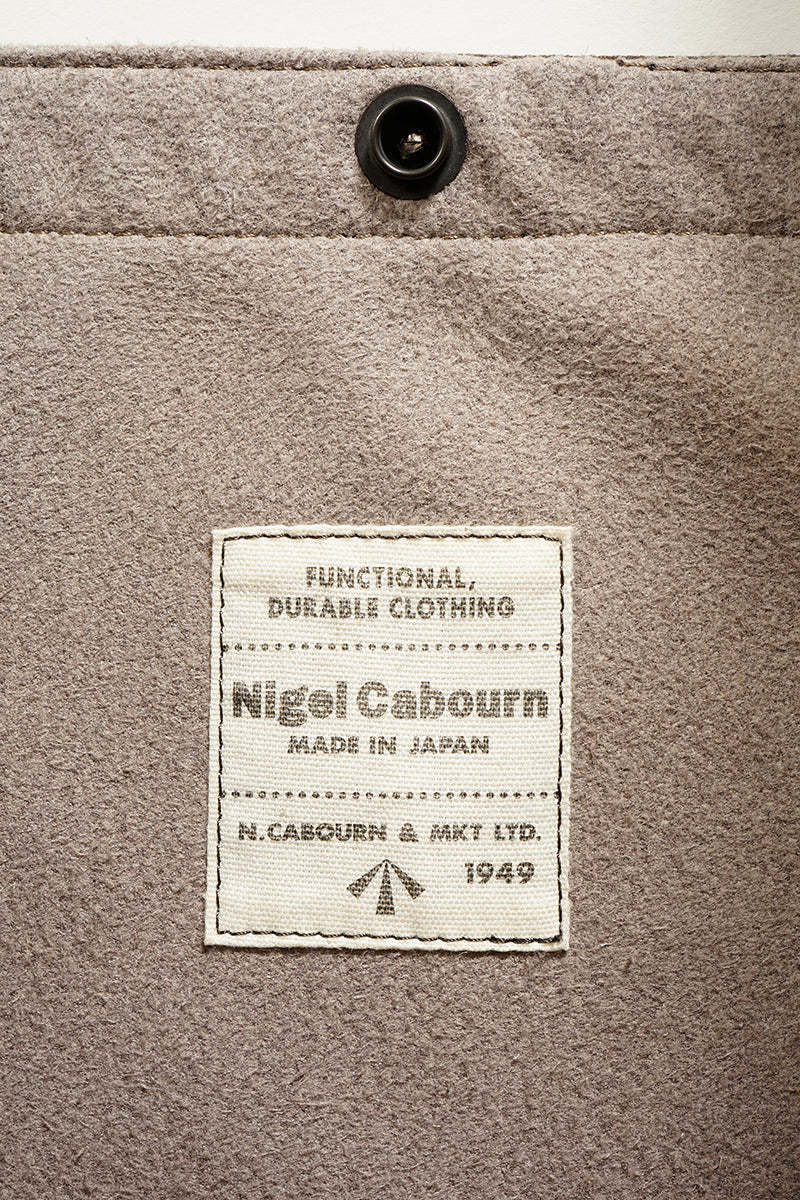 FUNCTIONAL,
DURABLE CLOTHING
Nigel Cabourn
MADE IN JAPAN
N.CABOURN & MKT LTD.
1949